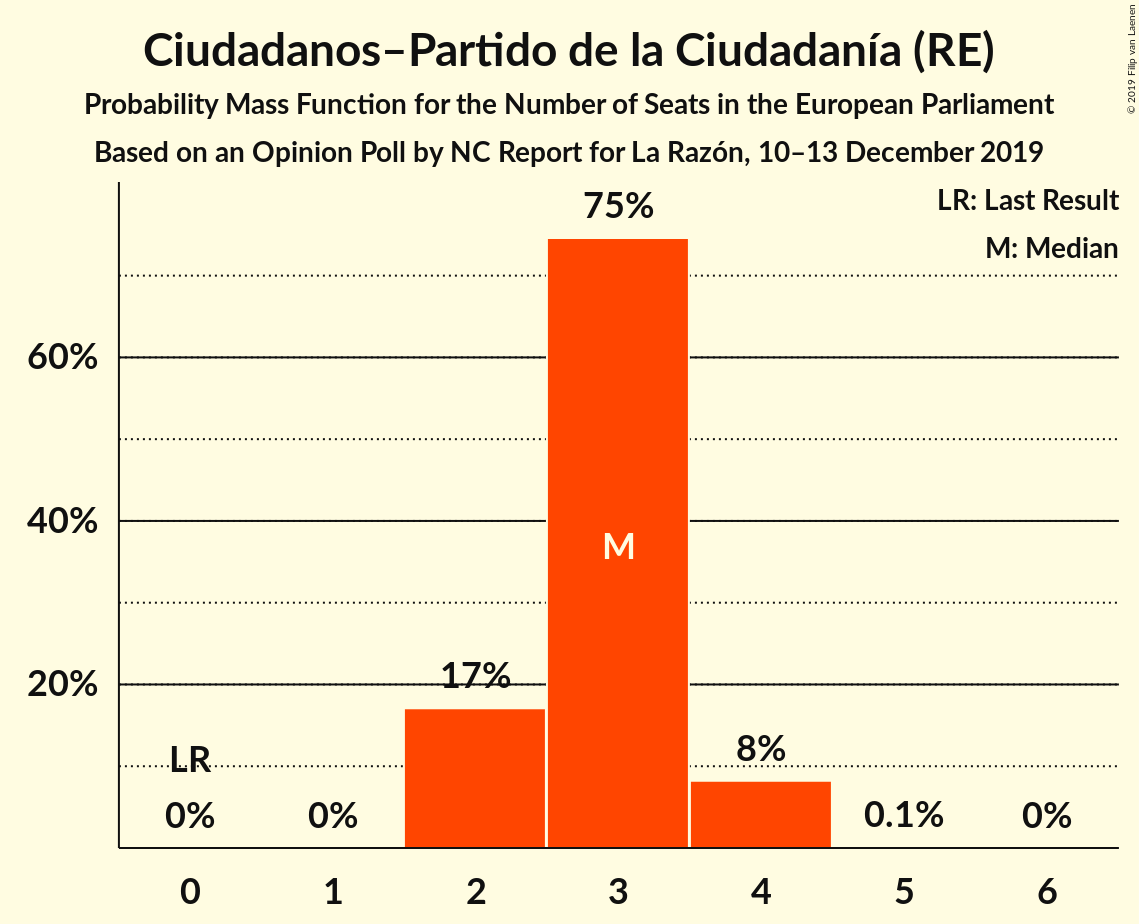 Ciudadanos–Partido de la Ciudadanía (RE)
Probability Mass Function for the Number of Seats in the European Parliament
Based on an Opinion Poll by NC Report for La Razón, 10–13 December 2019
© 2019 Filip van Laenen
LR: Last Result
M: Median
75%
60%
40%
M
20%
17%
LR
8%
0%
0%
0.1%
0%
0 1 2 3 4 5 6